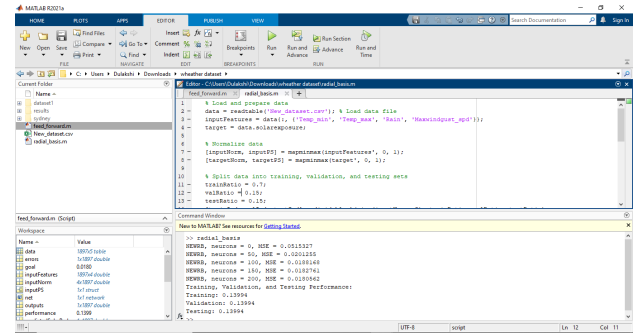 MATLAB R2021a
HOME PLOTS APPS EDITOR PUBLISH VIEW
Search Documentation
Sign In
New Open Save
Find Files
Compare
Print
Go To
Find
Insert
Comment
Indent
Breakpoints
Run
Run and Advance
Run Section
Advance
Run and Time
FILE NAVIGATE EDIT BREAKPOINTS RUN
C: Users Dulakshi Downloads wheather dataset
Current Folder
Name
dataset1
results
sydney
feed_forward.m
New_dataset.csv
radial_basis.m
feed_forward.m (Script)
Workspace
Name Value
data 1897x5 table
errors 1x1897 double
goal 0.0180
inputFeatures 1897x4 double
inputNorm 4x1897 double
inputPS 1x1 struct
net 1x1 network
outputs 1x1897 double
performance 0.1399
Editor - C:\Users\Dulakshi\Downloads\wheather dataset\radial_basis.m
feed_forward.m radial_basis.m
1 % Load and prepare data
2 data = readtable('New_dataset.csv'); % Load data file
3 inputFeatures = data{:, {'Temp_min', 'Temp_max', 'Rain', 'Maxwindgust_spd'}};
4 target = data.solarexposure;
5
6 % Normalize data
7 [inputNorm, inputPS] = mapminmax(inputFeatures', 0, 1);
8 [targetNorm, targetPS] = mapminmax(target', 0, 1);
9
10 % Split data into training, validation, and testing sets
11 trainRatio = 0.7;
12 valRatio = 0.15;
13 testRatio = 0.15;
Command Window
New to MATLAB? See resources for Getting Started.
>> radial_basis
NEWRB, neurons = 0, MSE = 0.0515327
NEWRB, neurons = 50, MSE = 0.0201255
NEWRB, neurons = 100, MSE = 0.0188168
NEWRB, neurons = 150, MSE = 0.0182761
NEWRB, neurons = 200, MSE = 0.0180562
Training, Validation, and Testing Performance:
Training: 0.13994
Validation: 0.13994
Testing: 0.13994
fx >>
UTF-8 script Ln 12 Col 11